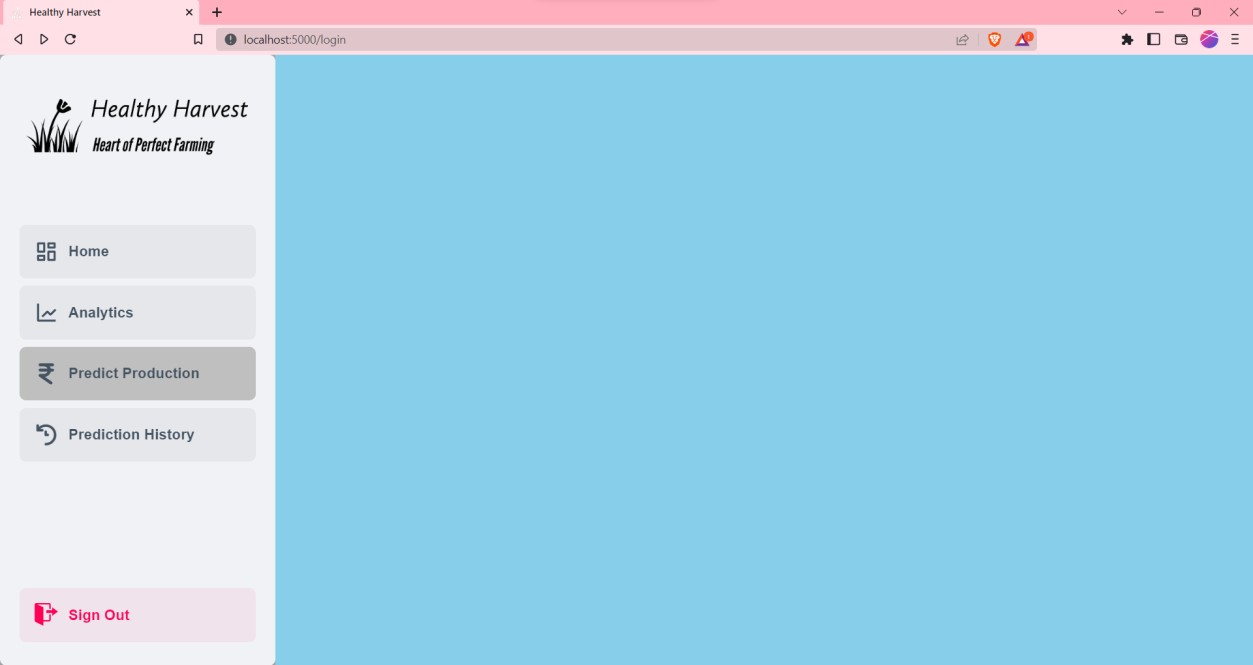 Healthy Harvest
localhost:5000/login
1
Healthy Harvest
Heart of Perfect Farming
Home
Analytics
Predict Production
Prediction History
Sign Out